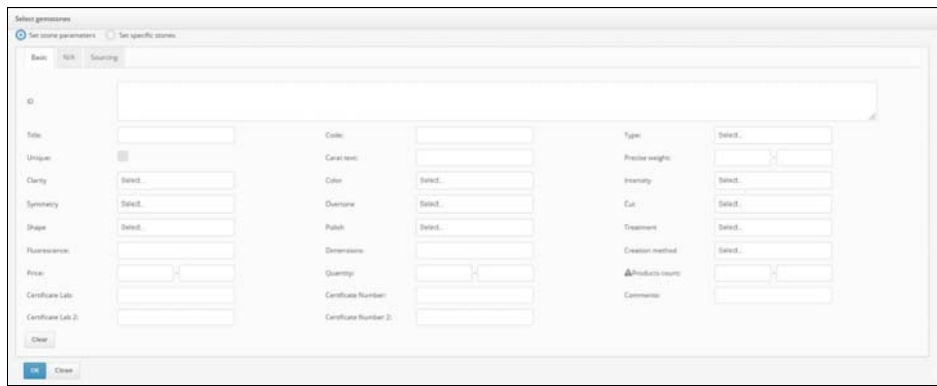 Select gemstones
Set stone parameters Set specific stones
Basic N/A Sourcing
ID
Title: Code: Type: Select..
Unique: Carat text: Precise weight: -
Clarity Select.. Color Select.. Intensity Select..
Symmetry Select.. Overtone Select.. Cut Select..
Shape Select.. Polish Select.. Treatment Select..
Fluorescence: Dimensions: Creation method Select..
Price: - Quantity: - Products count: -
Certificate Lab: Certificate Number: Comments:
Certificate Lab 2: Certificate Number 2:
Clear
OK Close